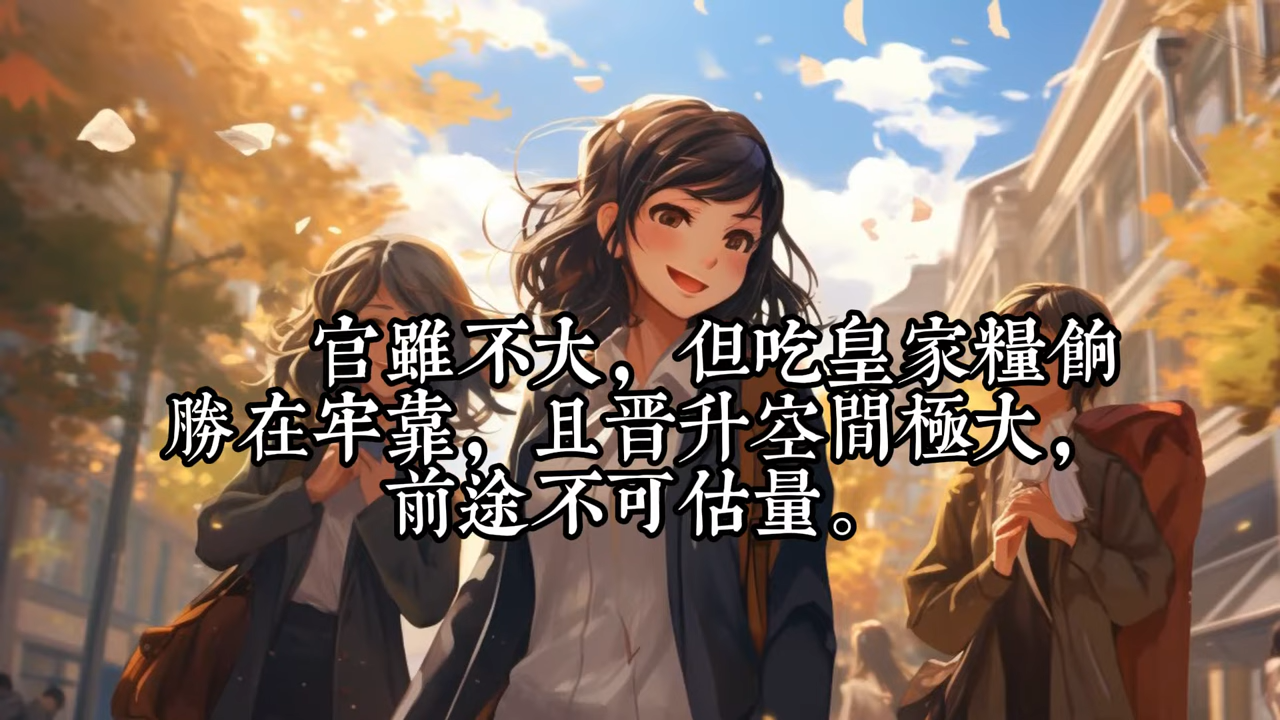 官雖不大，但吃皇家糧餉
勝在牢靠，且晋升空間極大，
前途不可估量。